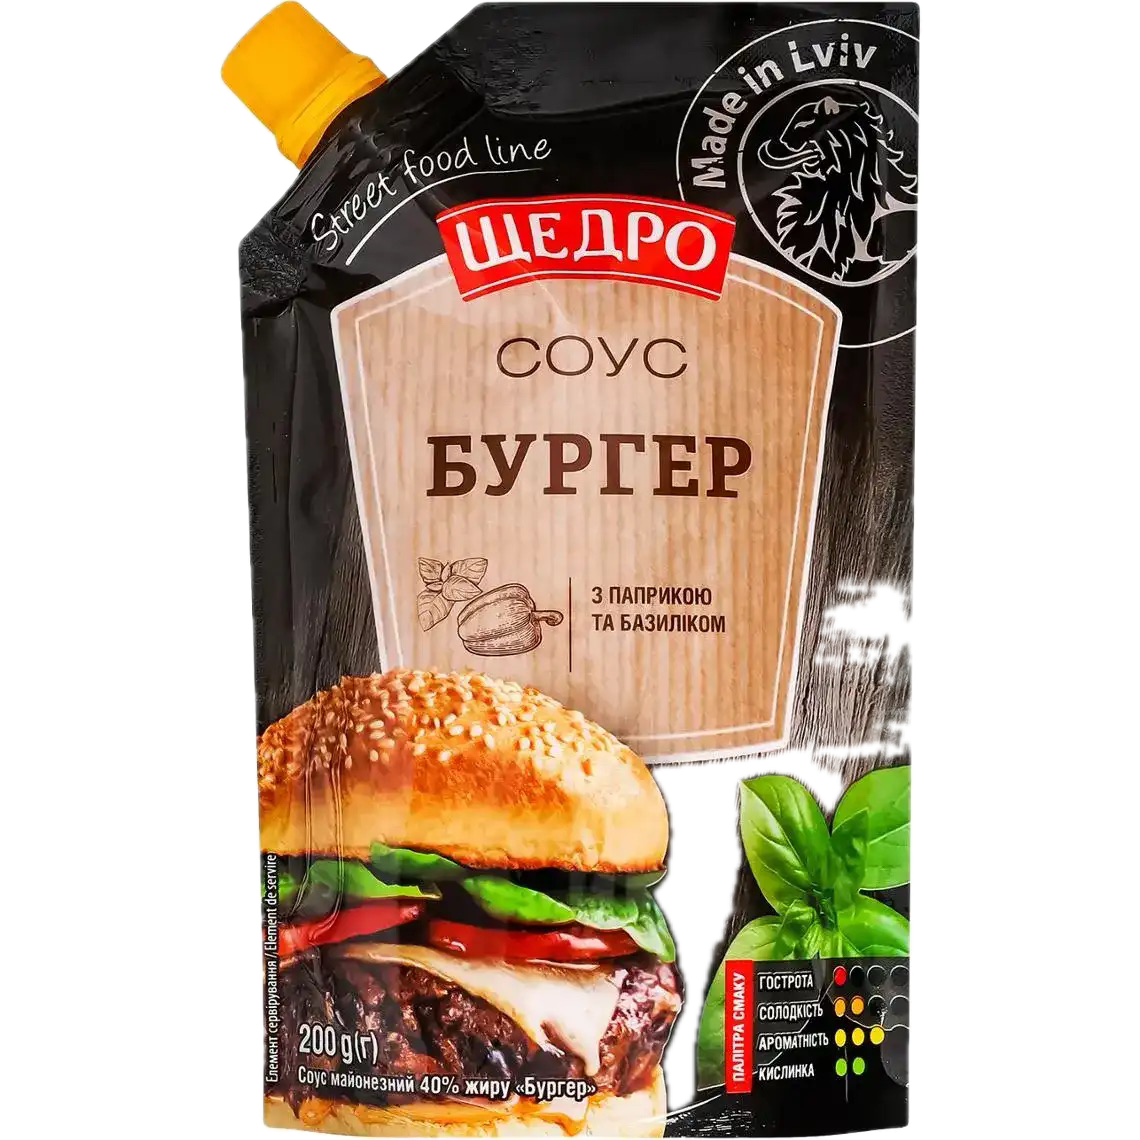 Made in Lviv
Street food line
ЩЕДРО
СОУС
БУРГЕР
З ПАПРИКОЮ
ТА БАЗИЛІКОМ
Елемент сервірування / Element de servire
ПАЛІТРА СМАКУ
ГОСТРОТА
СОЛОДКІСТЬ
АРОМАТНІСТЬ
КИСЛИНКА
200 g (г)
Соус майонезний 40% жиру «Бургер»